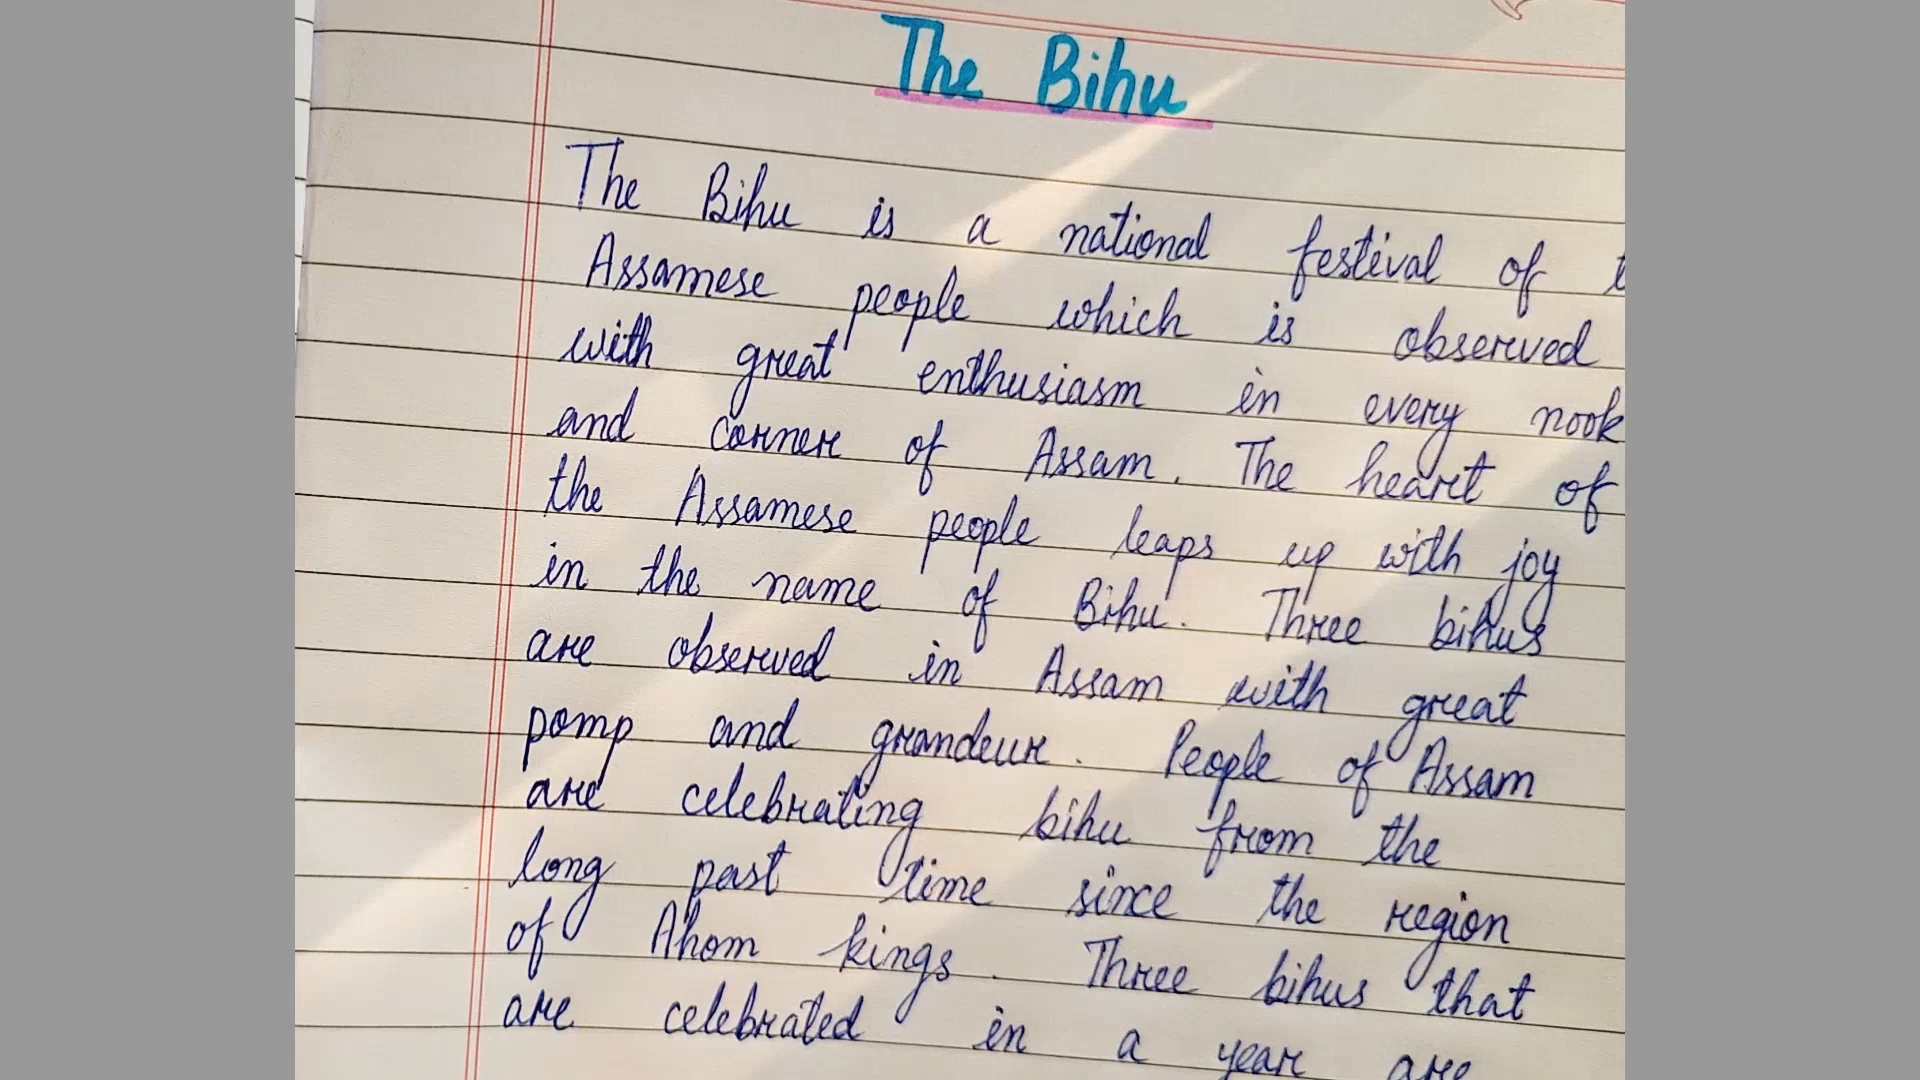 The Bihu
The Bihu is a national festival of t
Assamese people which is observed
with great enthusiasm in every nook
and corner of Assam. The heart of
the Assamese people leaps up with joy
in the name of Bihu. Three bihus
are observed in Assam with great
pomp and grandeur. People of Assam
are celebrating bihu from the
long past time since the region
of Ahom kings. Three bihus that
are celebrated in a year are